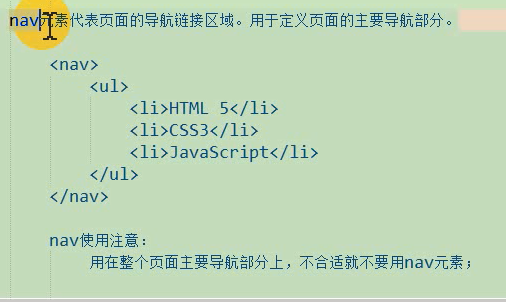 nav元素代表页面的导航链接区域。用于定义页面的主要导航部分。
<nav>
<ul>
<li>HTML 5</li>
<li>CSS3</li>
<li>JavaScript</li>
</ul>
</nav>
nav使用注意：
用在整个页面主要导航部分上，不合适就不要用nav元素；